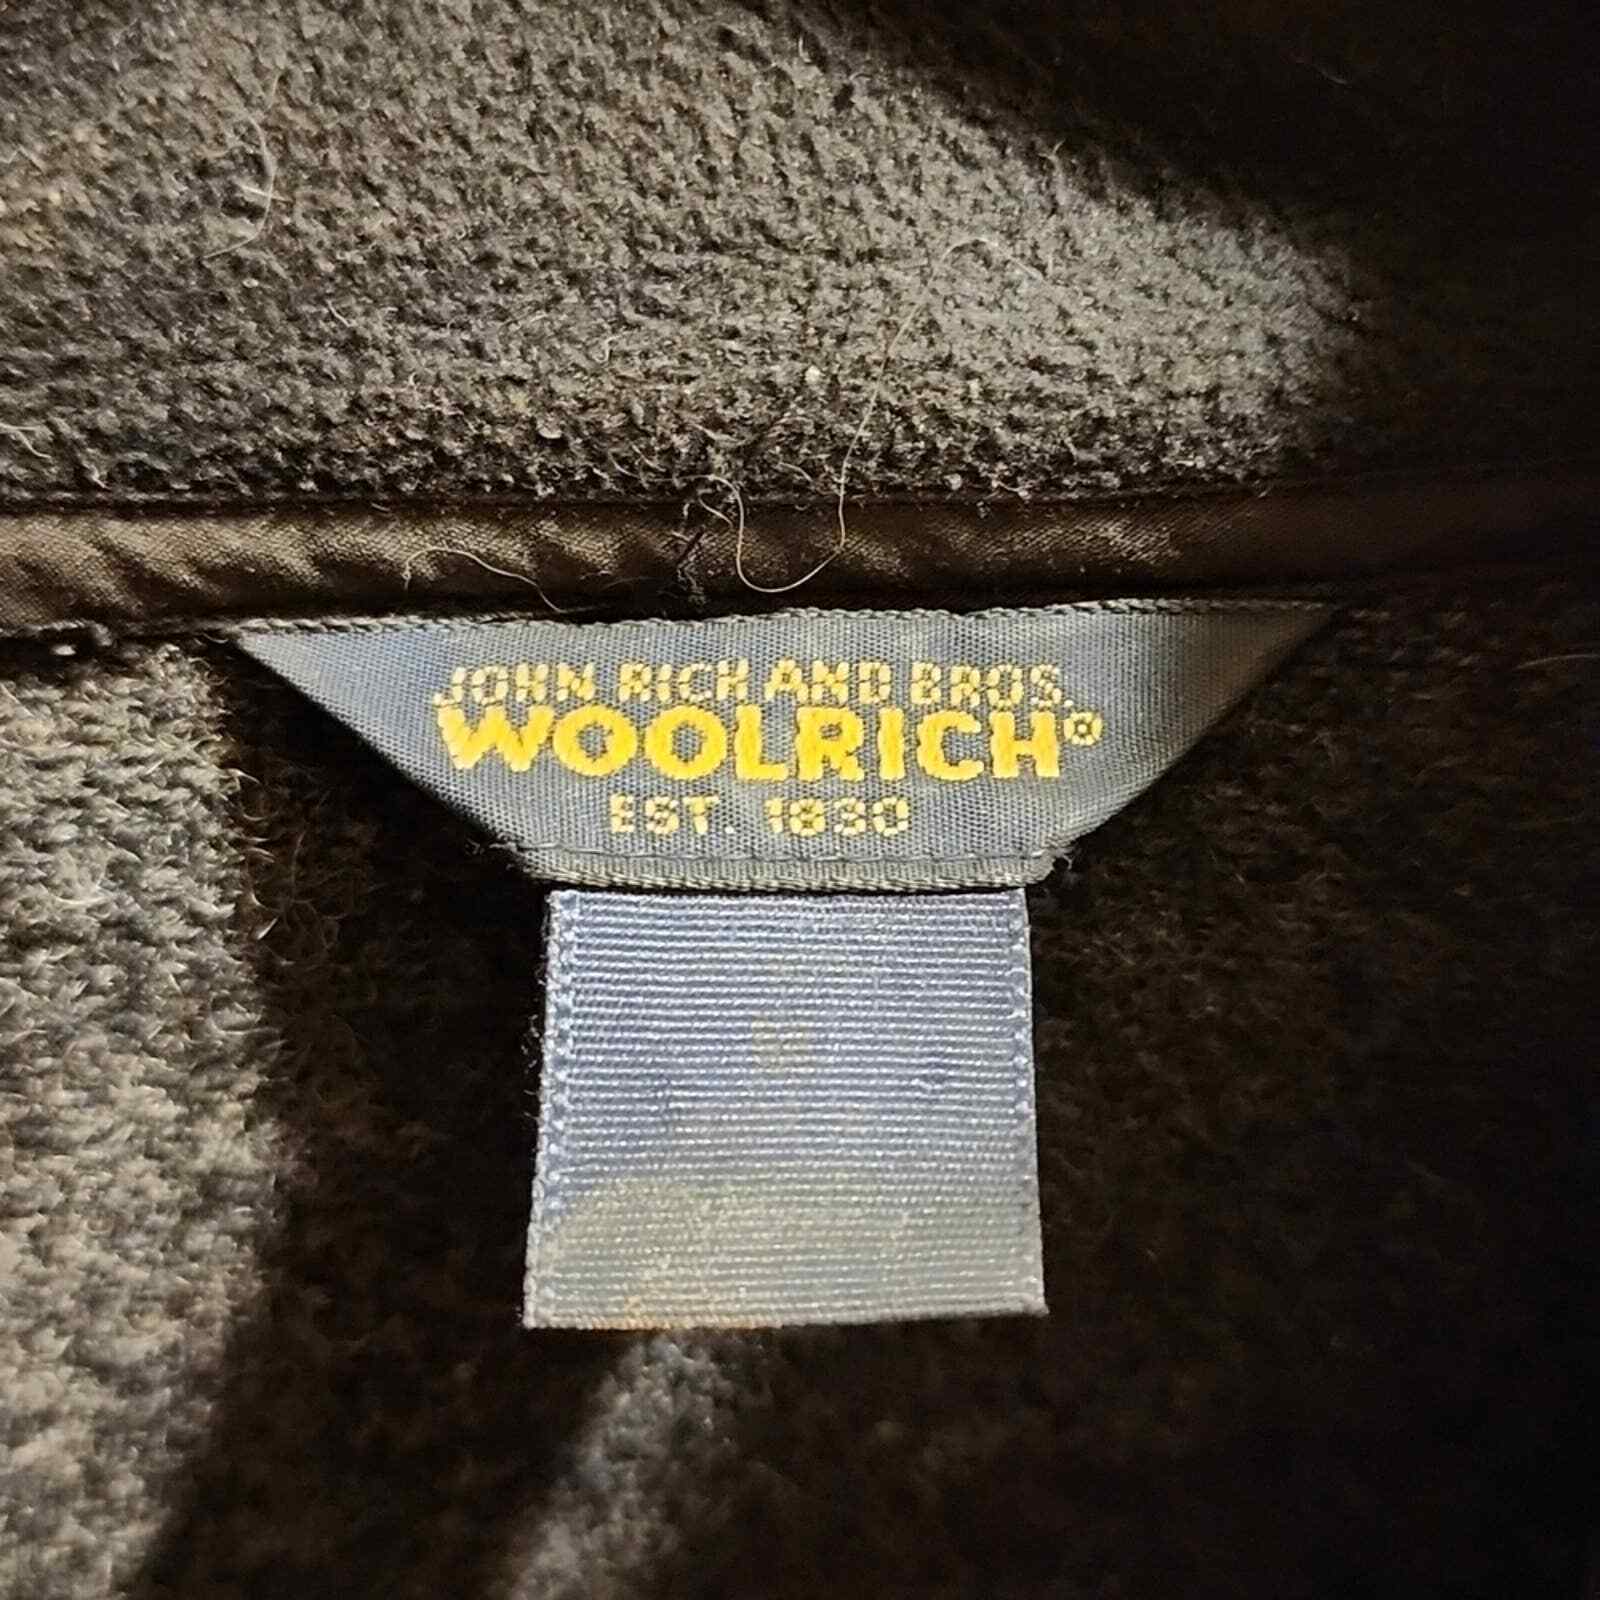 JOHN RICH AND BROS.
WOOLRICH®
EST. 1830